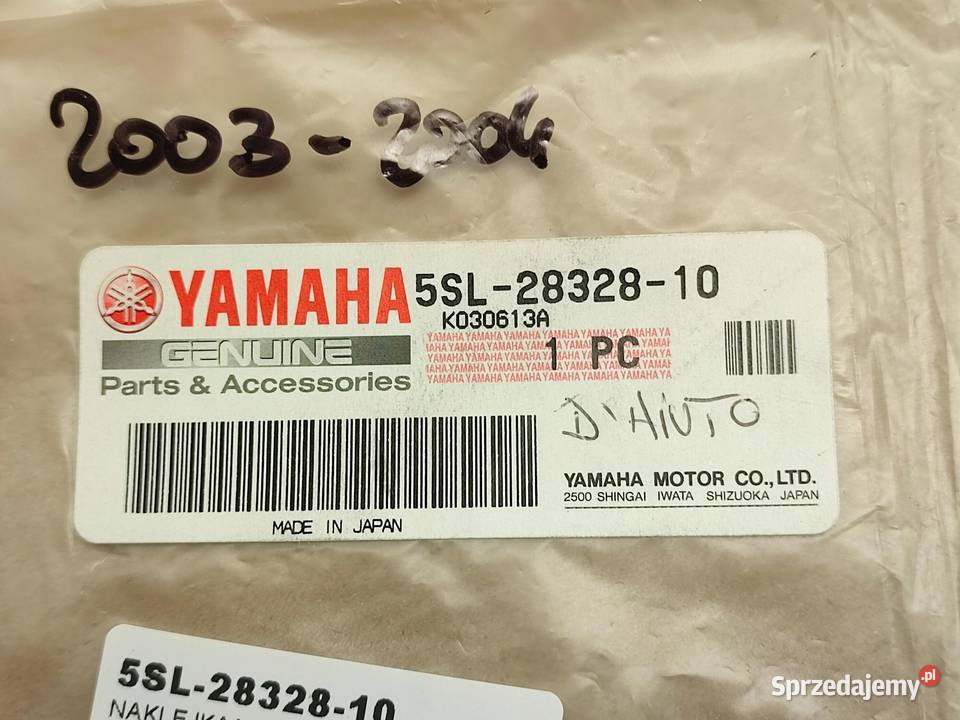 2003-2004
YAMAHA 5SL-28328-10
K030613A
GENUINE
1 PC
Parts & Accessories
D'HiNTO
YAMAHA MOTOR CO.,LTD.
2500 SHINGAI IWATA SHIZUOKA JAPAN
MADE IN JAPAN
5SL-28328-10
Sprzedajemy.pl